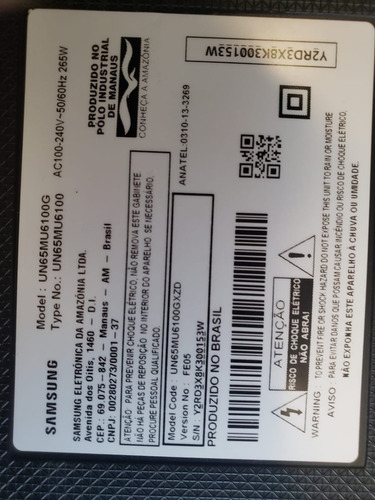 SAMSUNG
Model : UN65MU6100G
Type No.: UN65MU6100
AC100-240V~50/60Hz 265W
SAMSUNG ELETRÔNICA DA AMAZÔNIA LTDA.
Avenida dos Oitis, 1460 - D.I.
CEP.: 69.075-842 - Manaus - AM - Brasil
CNPJ: 00280273/0001-37
PRODUZIDO NO
POLO INDUSTRIAL
DE MANAUS
CONHEÇA A AMAZÔNIA
ATENÇÃO: PARA PREVENIR CHOQUE ELÉTRICO, NÃO REMOVA ESTE GABINETE
NÃO HÁ PEÇAS PARA REPOSIÇÃO NO INTERIOR DO APARELHO SE NECESSÁRIO,
PROCURE PESSOAL QUALIFICADO.
ANATEL:0310-13-3269
Model Code : UN65MU6100GXZD
Version No : FE05
S/N : Y2RD3X8K300153W
PRODUZIDO NO BRASIL
Y2RD3X8K300153W
ATENÇÃO
RISCO DE CHOQUE ELÉTRICO
NÃO ABRA!
WARNING : TO PREVENT FIRE OR SHOCK HAZARD DO NOT EXPOSE THIS UNIT TO RAIN OR MOISTURE
AVISO : PARA EVITAR DANOS QUE POSSAM CAUSAR INCÊNDIO OU RISCO DE CHOQUE ELÉTRICO,
NÃO EXPONHA ESTE APARELHO À CHUVA OU UMIDADE.